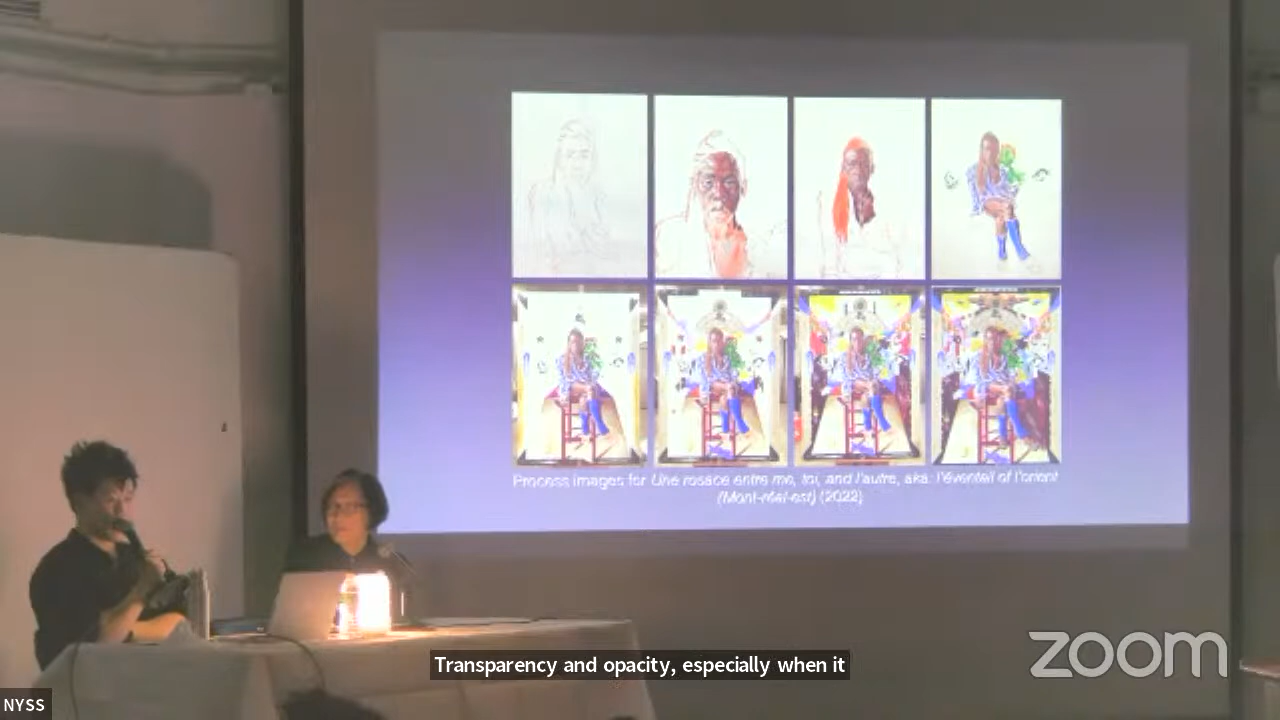 Process images for Une rosace entre me, toi, and l'autre, aka: l'éventail of l'orient
(Mont-réal-est) (2022)
Transparency and opacity, especially when it
zoom
NYSS